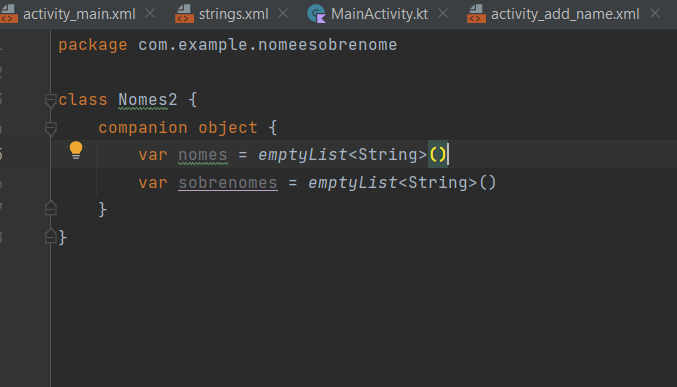 activity_main.xml strings.xml MainActivity.kt activity_add_name.xml
package com.example.nomeesobrenome
class Nomes2 {
companion object {
var nomes = emptyList<String>()
var sobrenomes = emptyList<String>()
}
}